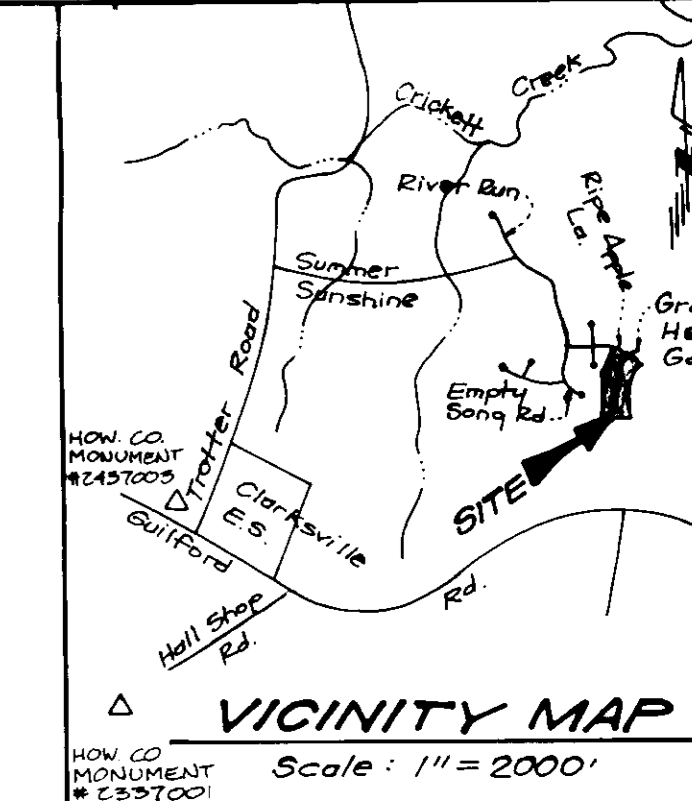 Crickett Creek
River Run
Ripe Apple
La.
Summer
Sunshine
Trotter Road
Empty
Song Rd.
HOW. CO.
MONUMENT
#2437003
Clarksville
E.S.
SITE
Guilford Rd.
Hall Shop
Rd.
VICINITY MAP
Scale: 1" = 2000'
HOW. CO
MONUMENT
# 2337001